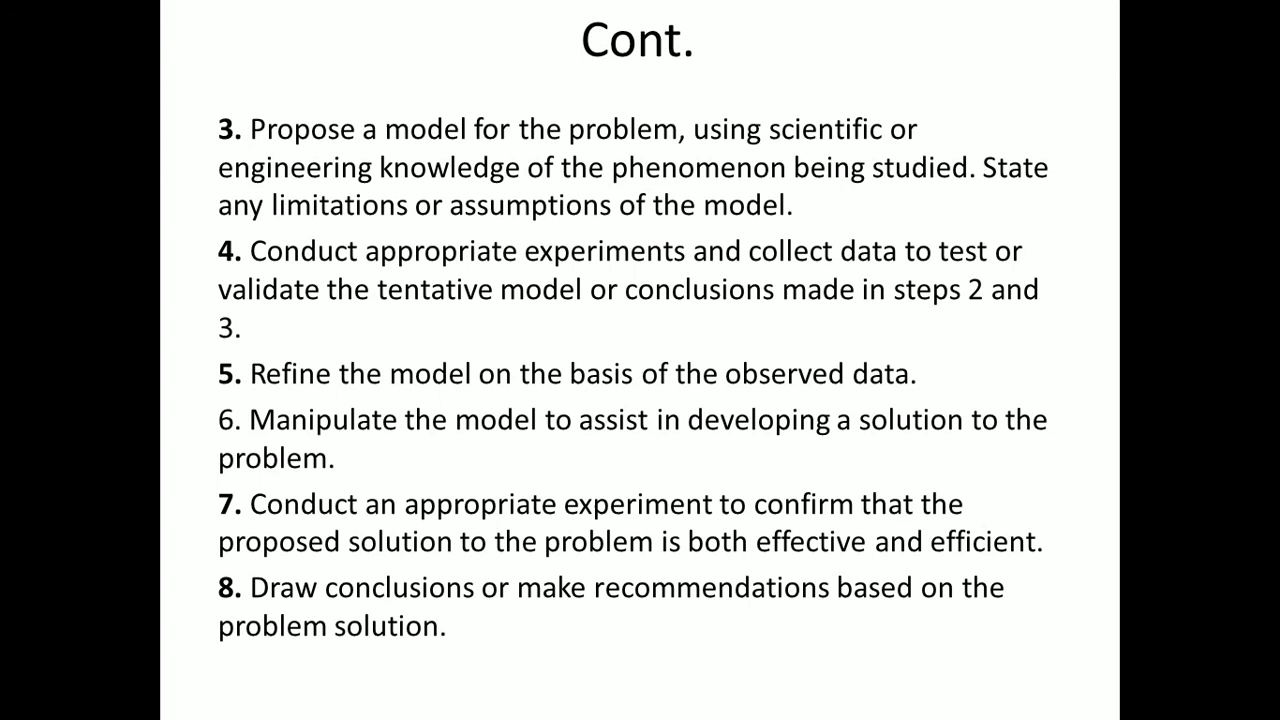 Cont.
3. Propose a model for the problem, using scientific or
engineering knowledge of the phenomenon being studied. State
any limitations or assumptions of the model.
4. Conduct appropriate experiments and collect data to test or
validate the tentative model or conclusions made in steps 2 and
3.
5. Refine the model on the basis of the observed data.
6. Manipulate the model to assist in developing a solution to the
problem.
7. Conduct an appropriate experiment to confirm that the
proposed solution to the problem is both effective and efficient.
8. Draw conclusions or make recommendations based on the
problem solution.